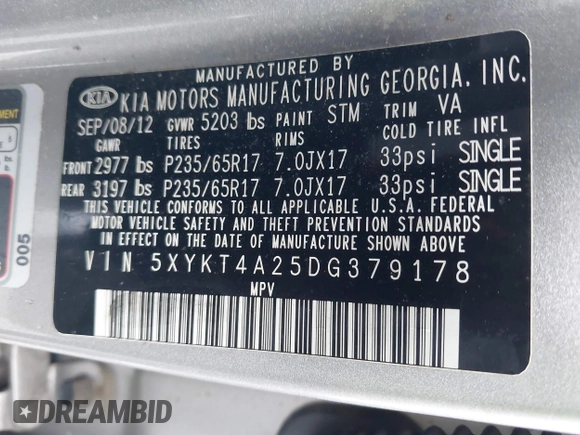 MANUFACTURED BY
KIA KIA MOTORS MANUFACTURING GEORGIA, INC.
SEP/08/12 GVWR 5203 lbs PAINT STM TRIM VA
GAWR TIRES RIMS COLD TIRE INFL
FRONT 2977 lbs P235/65R17 7.0JX17 33psi SINGLE
REAR 3197 lbs P235/65R17 7.0JX17 33psi SINGLE
THIS VEHICLE CONFORMS TO ALL APPLICABLE U.S.A. FEDERAL
MOTOR VEHICLE SAFETY AND THEFT PREVENTION STANDARDS
IN EFFECT ON THE DATE OF MANUFACTURE SHOWN ABOVE
VIN 5XYKT4A25DG379178
MPV
005
DREAMBID